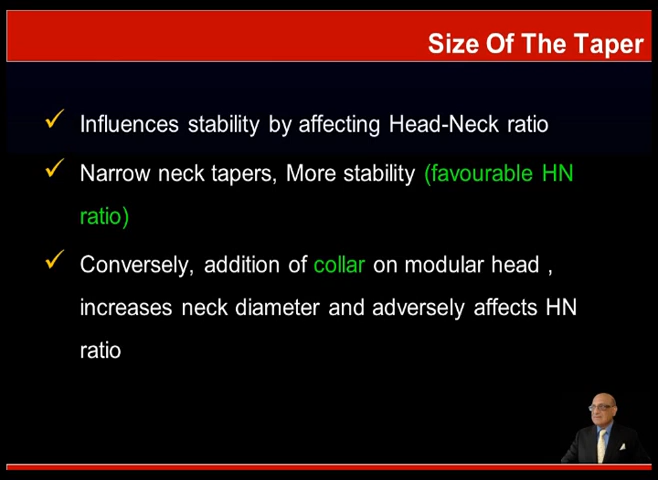 Size Of The Taper
Influences stability by affecting Head-Neck ratio
Narrow neck tapers, More stability (favourable HN
ratio)
Conversely, addition of collar on modular head ,
increases neck diameter and adversely affects HN
ratio